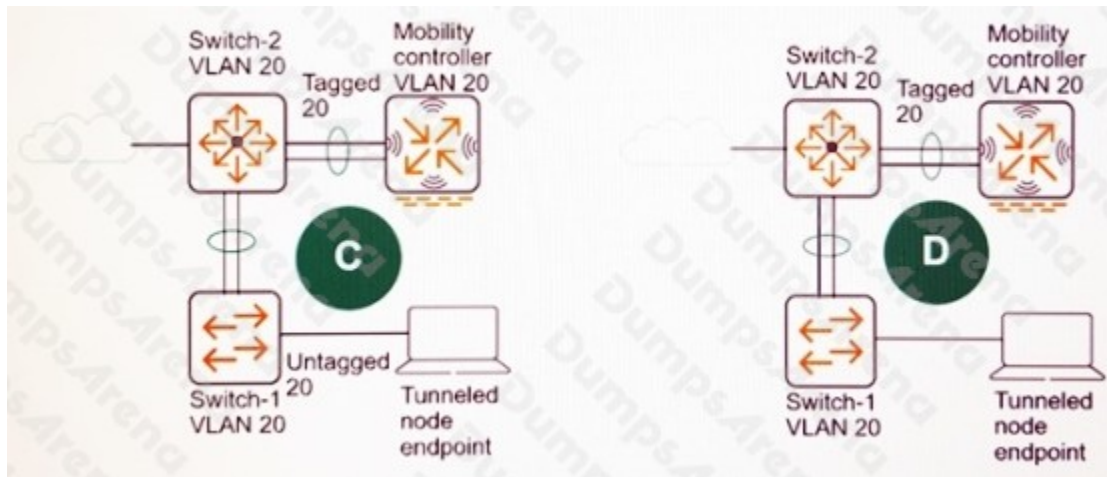 Switch-2
VLAN 20
Tagged
20
Mobility
controller
VLAN 20
C
Untagged
20
Switch-1
VLAN 20
Tunneled
node
endpoint
Switch-2
VLAN 20
Tagged
20
Mobility
controller
VLAN 20
D
Switch-1
VLAN 20
Tunneled
node
endpoint
DumpsArena